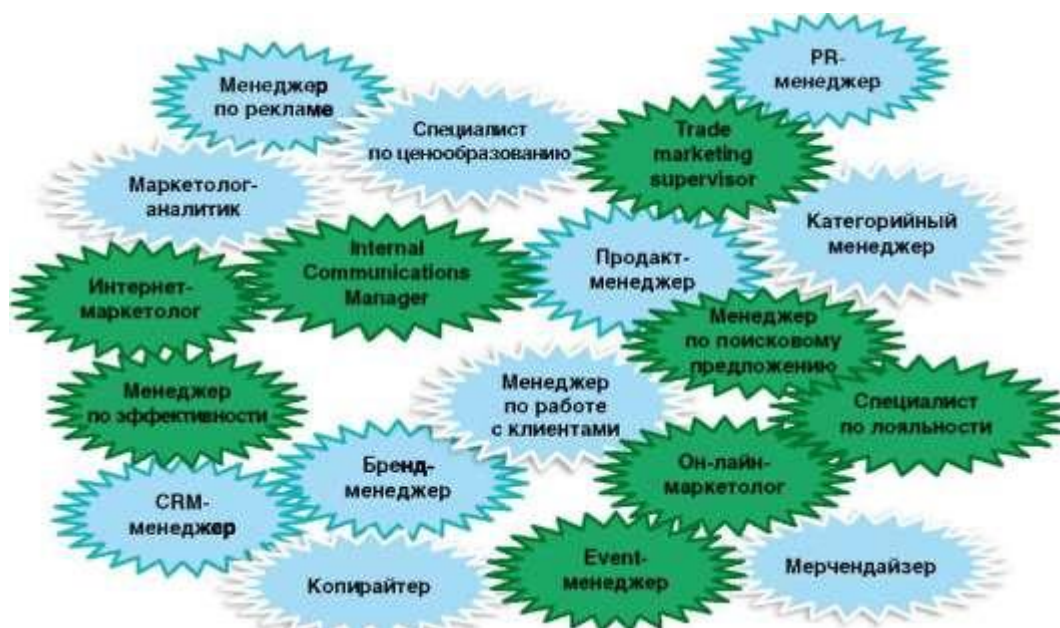 PR-
менеджер
Менеджер
по рекламе
Специалист
по ценообразованию
Trade
marketing
supervisor
Маркетолог-
аналитик
Категорийный
менеджер
Internal
Communications
Manager
Продакт-
менеджер
Интернет-
маркетолог
Менеджер
по поисковому
предложению
Менеджер
по эффективности
Менеджер
по работе
с клиентами
Специалист
по лояльности
Бренд-
менеджер
Он-лайн-
маркетолог
CRM-
менеджер
Event-
менеджер
Мерчендайзер
Копирайтер